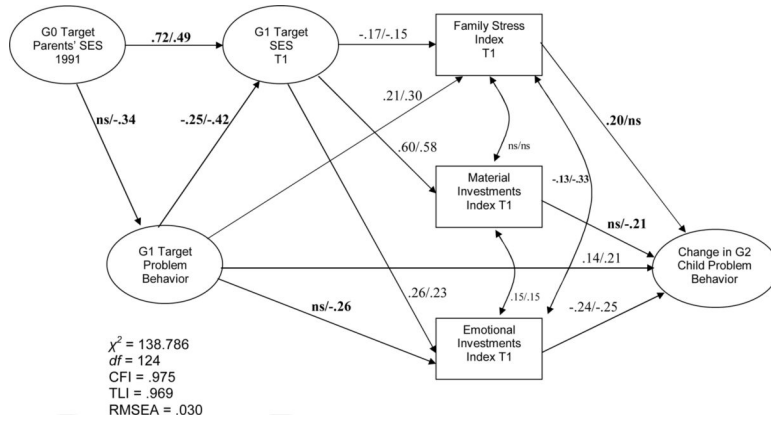 G0 Target
Parents' SES
1991
.72/.49
G1 Target
SES
T1
-.17/-.15
Family Stress
Index
T1
.21/.30
ns/-.34
-.25/-.42
.20/ns
.60/.58
ns/ns
Material
Investments
Index T1
-.13/-.33
ns/-.21
G1 Target
Problem
Behavior
.14/.21
Change in G2
Child Problem
Behavior
.26/.23
.15/.15
ns/-.26
-.24/-.25
Emotional
Investments
Index T1
χ² = 138.786
df = 124
CFI = .975
TLI = .969
RMSEA = .030